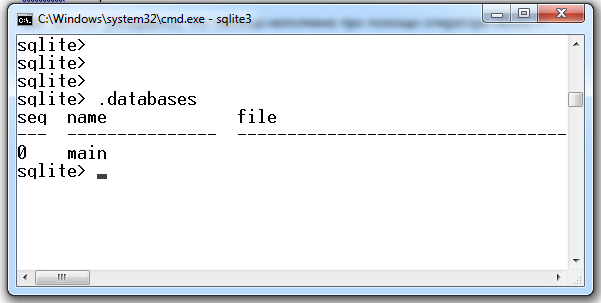 C:\Windows\system32\cmd.exe - sqlite3
sqlite>
sqlite>
sqlite>
sqlite> .databases
seq  name             file
---  ---------------  ---------------------------------
0    main
sqlite>